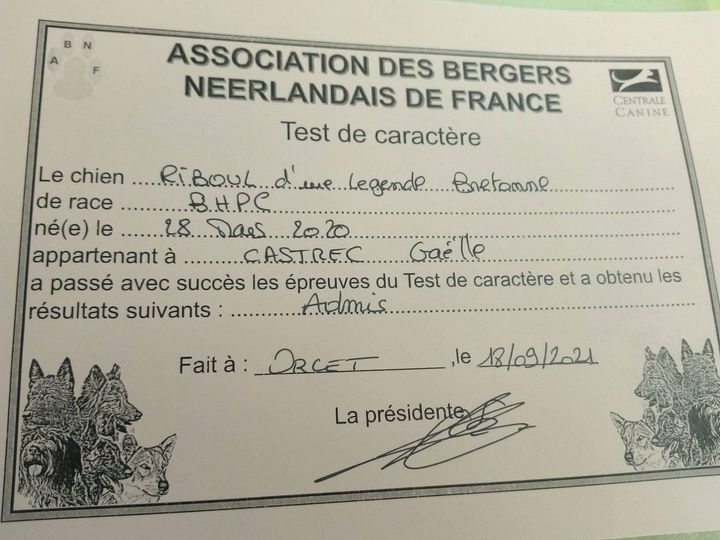 A B N F
ASSOCIATION DES BERGERS
NEERLANDAIS DE FRANCE
CENTRALE
CANINE
Test de caractère
Le chien RIBOUL d'une Legende Bretonne
de race BHPC
né(e) le 28 Mars 2020
appartenant à CASTREC Gaëlle
a passé avec succès les épreuves du Test de caractère et a obtenu les
résultats suivants : Admis
Fait à : ORCET ,le 18/09/2021
La présidente